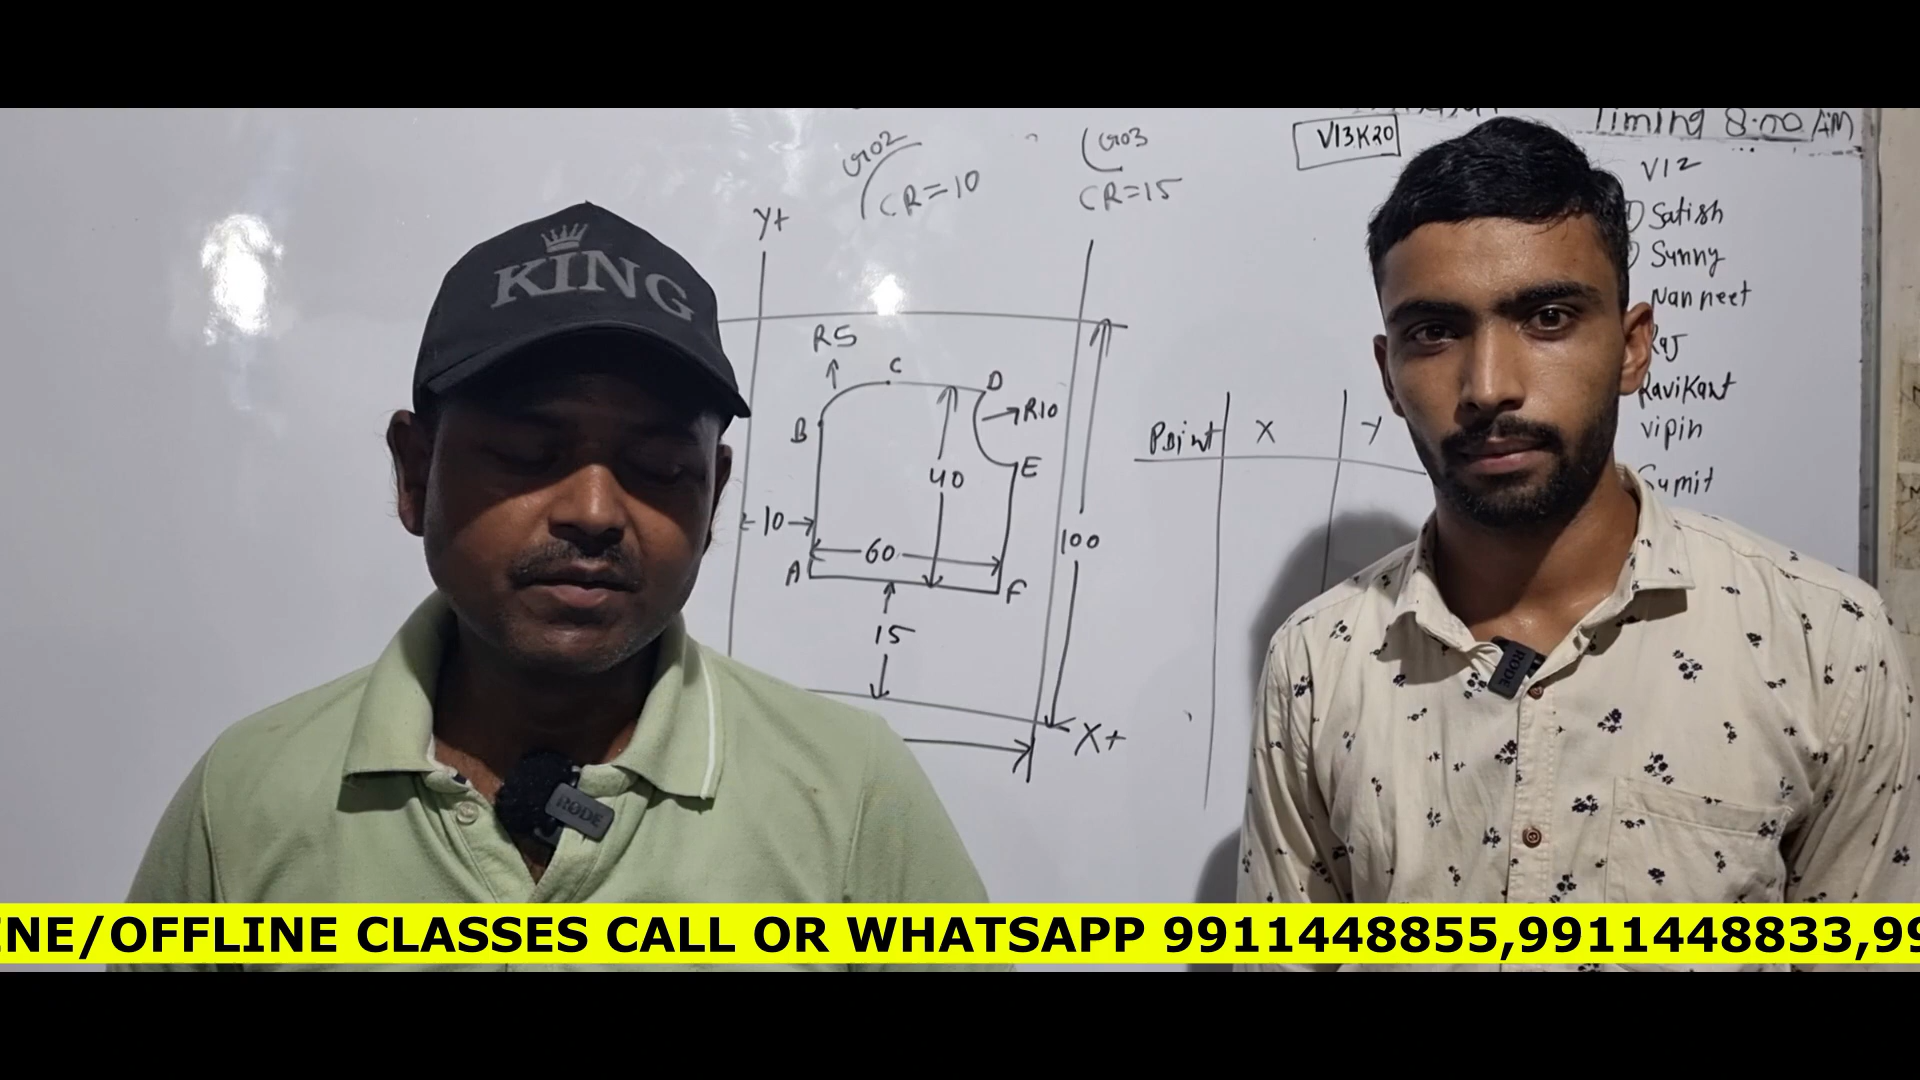 Timing 8:00 AM
V13K20
G02
CR=10
G03
CR=15
V12
Satish
Sunny
Nanneet
Raj
Ravikant
vipin
Sumit
Y+
R5
C
D
R10
B
E
40
10
60
100
A
F
15
X+
Point X Y
KING
RODE
RODE
INE/OFFLINE CLASSES CALL OR WHATSAPP 9911448855,9911448833,99